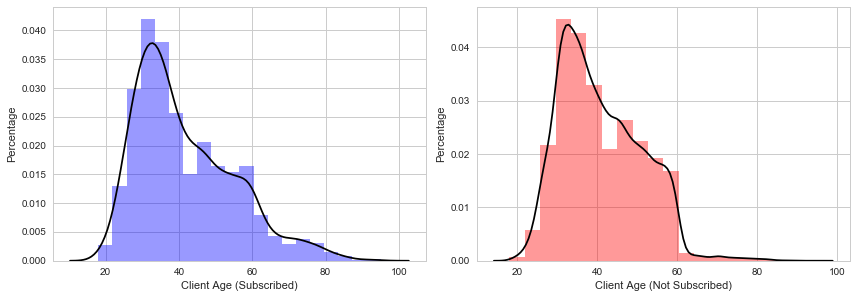 0.040
0.035
0.030
0.025
0.020
0.015
0.010
0.005
0.000
Percentage
20 40 60 80 100
Client Age (Subscribed)
0.04
0.03
0.02
0.01
0.00
Percentage
20 40 60 80 100
Client Age (Not Subscribed)